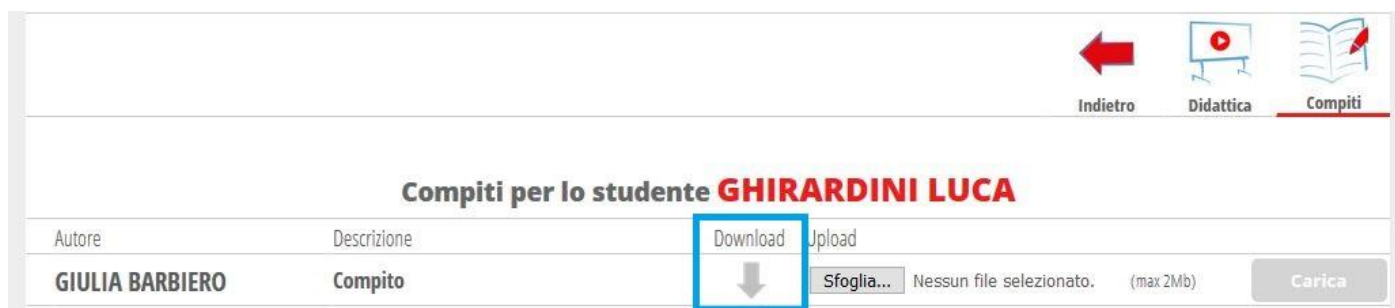 Indietro Didattica Compiti
Compiti per lo studente GHIRARDINI LUCA
Autore Descrizione Download Upload
GIULIA BARBIERO Compito Sfoglia... Nessun file selezionato. (max 2Mb) Carica